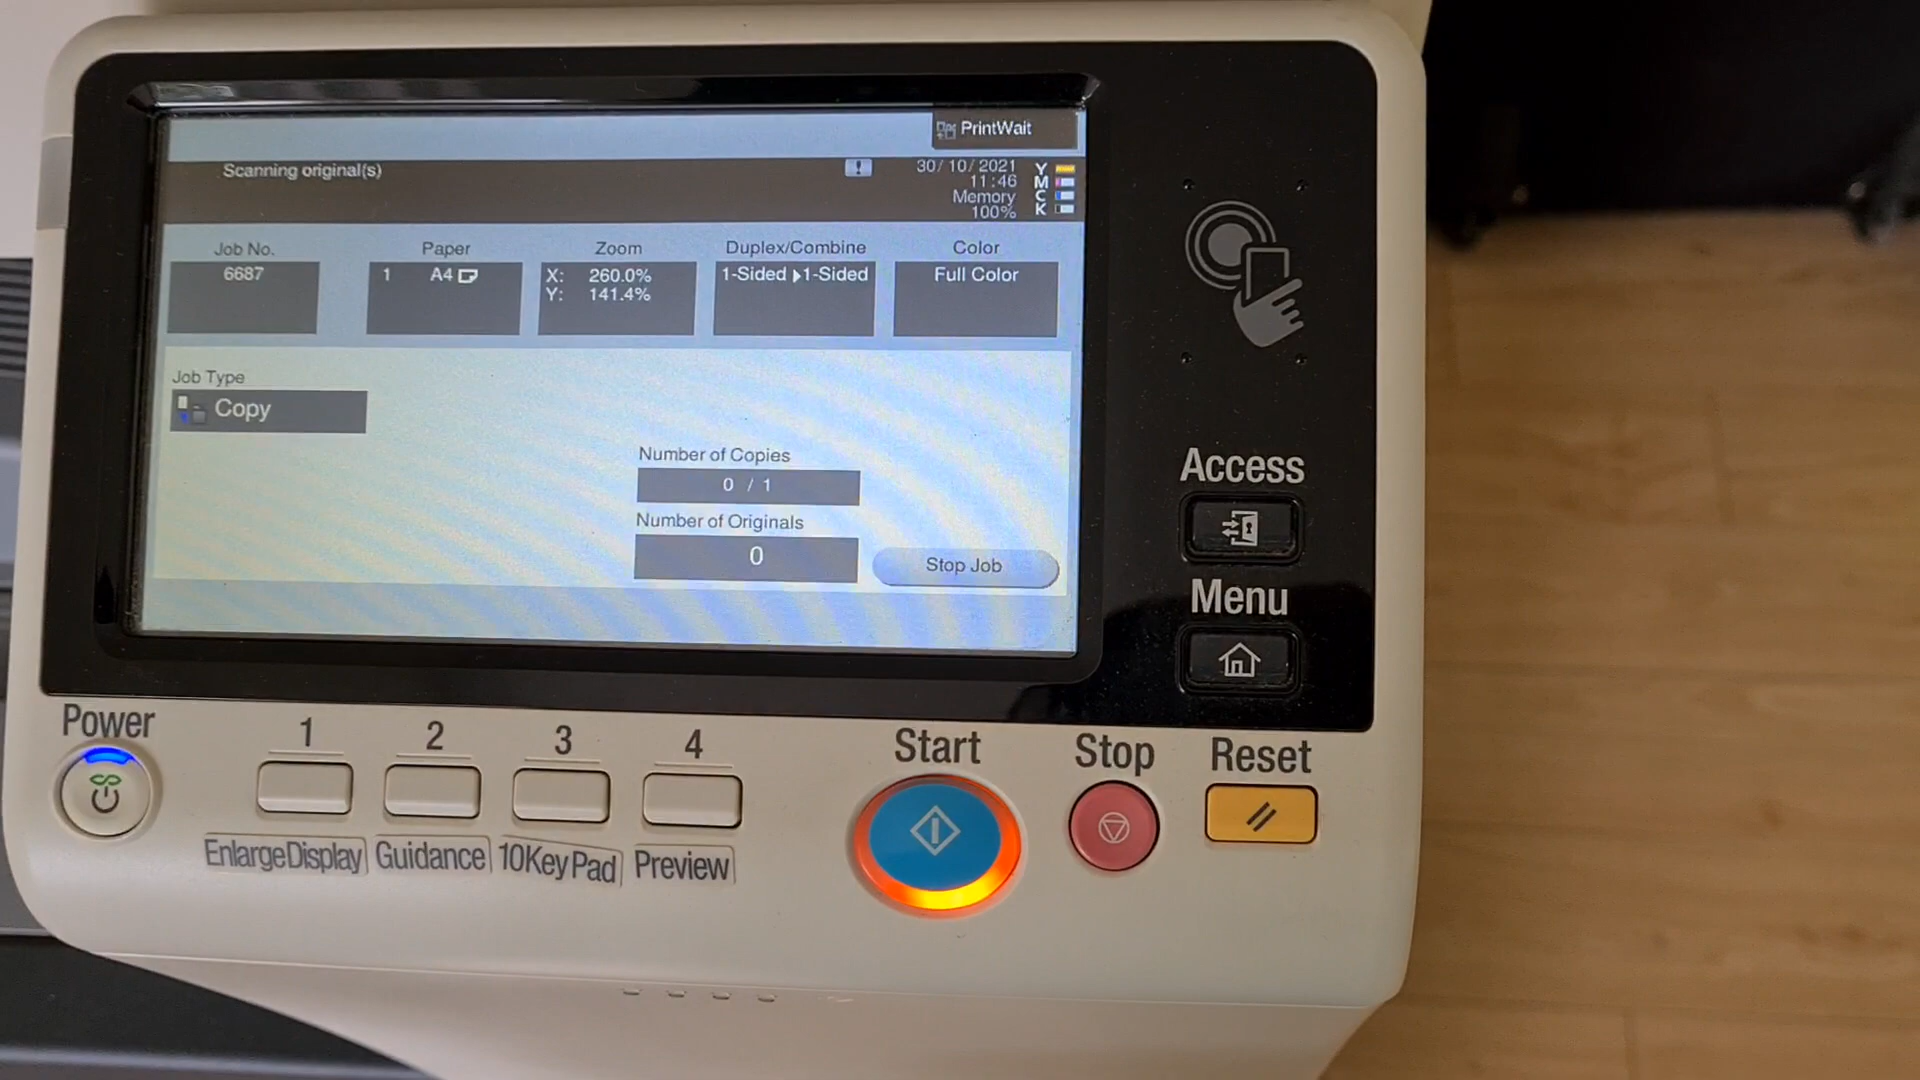 PrintWait
Scanning original(s)
!
30/10/2021
11:46
Memory
100%
Y
M
C
K
Job No.
6687
Paper
1 A4
Zoom
X: 260.0%
Y: 141.4%
Duplex/Combine
1-Sided ▶1-Sided
Color
Full Color
Job Type
Copy
Number of Copies
0 / 1
Number of Originals
0
Stop Job
Access
Menu
Power
1
2
3
4
Start
Stop
Reset
EnlargeDisplay
Guidance
10KeyPad
Preview